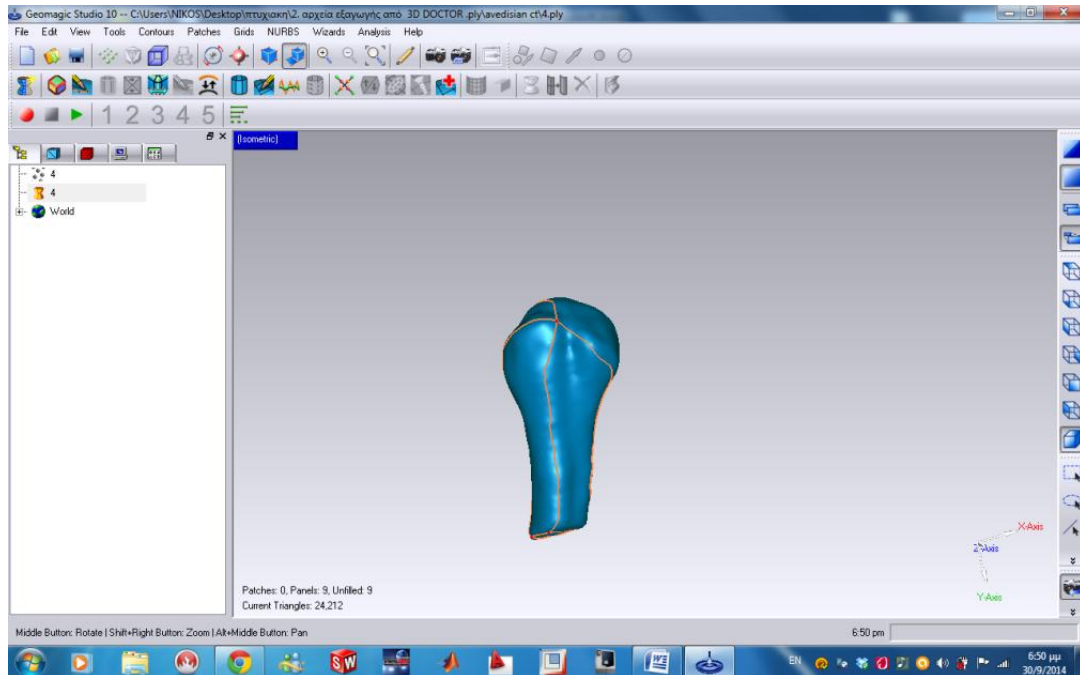 Geomagic Studio 10 -- C:\Users\NIKOS\Desktop\πτυχιακη\2. αρχεία εξαγωγής από 3D DOCTOR .ply\avedisian ct\4.ply
File Edit View Tools Contours Patches Grids NURBS Wizards Analysis Help
1 2 3 4 5
[Isometric]
4
4
World
X-Axis
Z-Axis
Y-Axis
Patches: 0, Panels: 9, Unfilled: 9
Current Triangles: 24,212
Middle Button: Rotate | Shift+Right Button: Zoom | Alt+Middle Button: Pan
6:50 pm
EN
6:50 μμ
30/9/2014